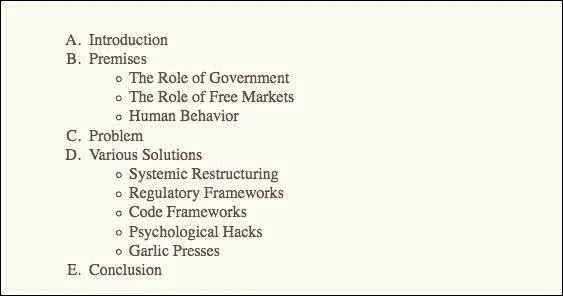 A. Introduction
B. Premises
◦ The Role of Government
◦ The Role of Free Markets
◦ Human Behavior
C. Problem
D. Various Solutions
◦ Systemic Restructuring
◦ Regulatory Frameworks
◦ Code Frameworks
◦ Psychological Hacks
◦ Garlic Presses
E. Conclusion